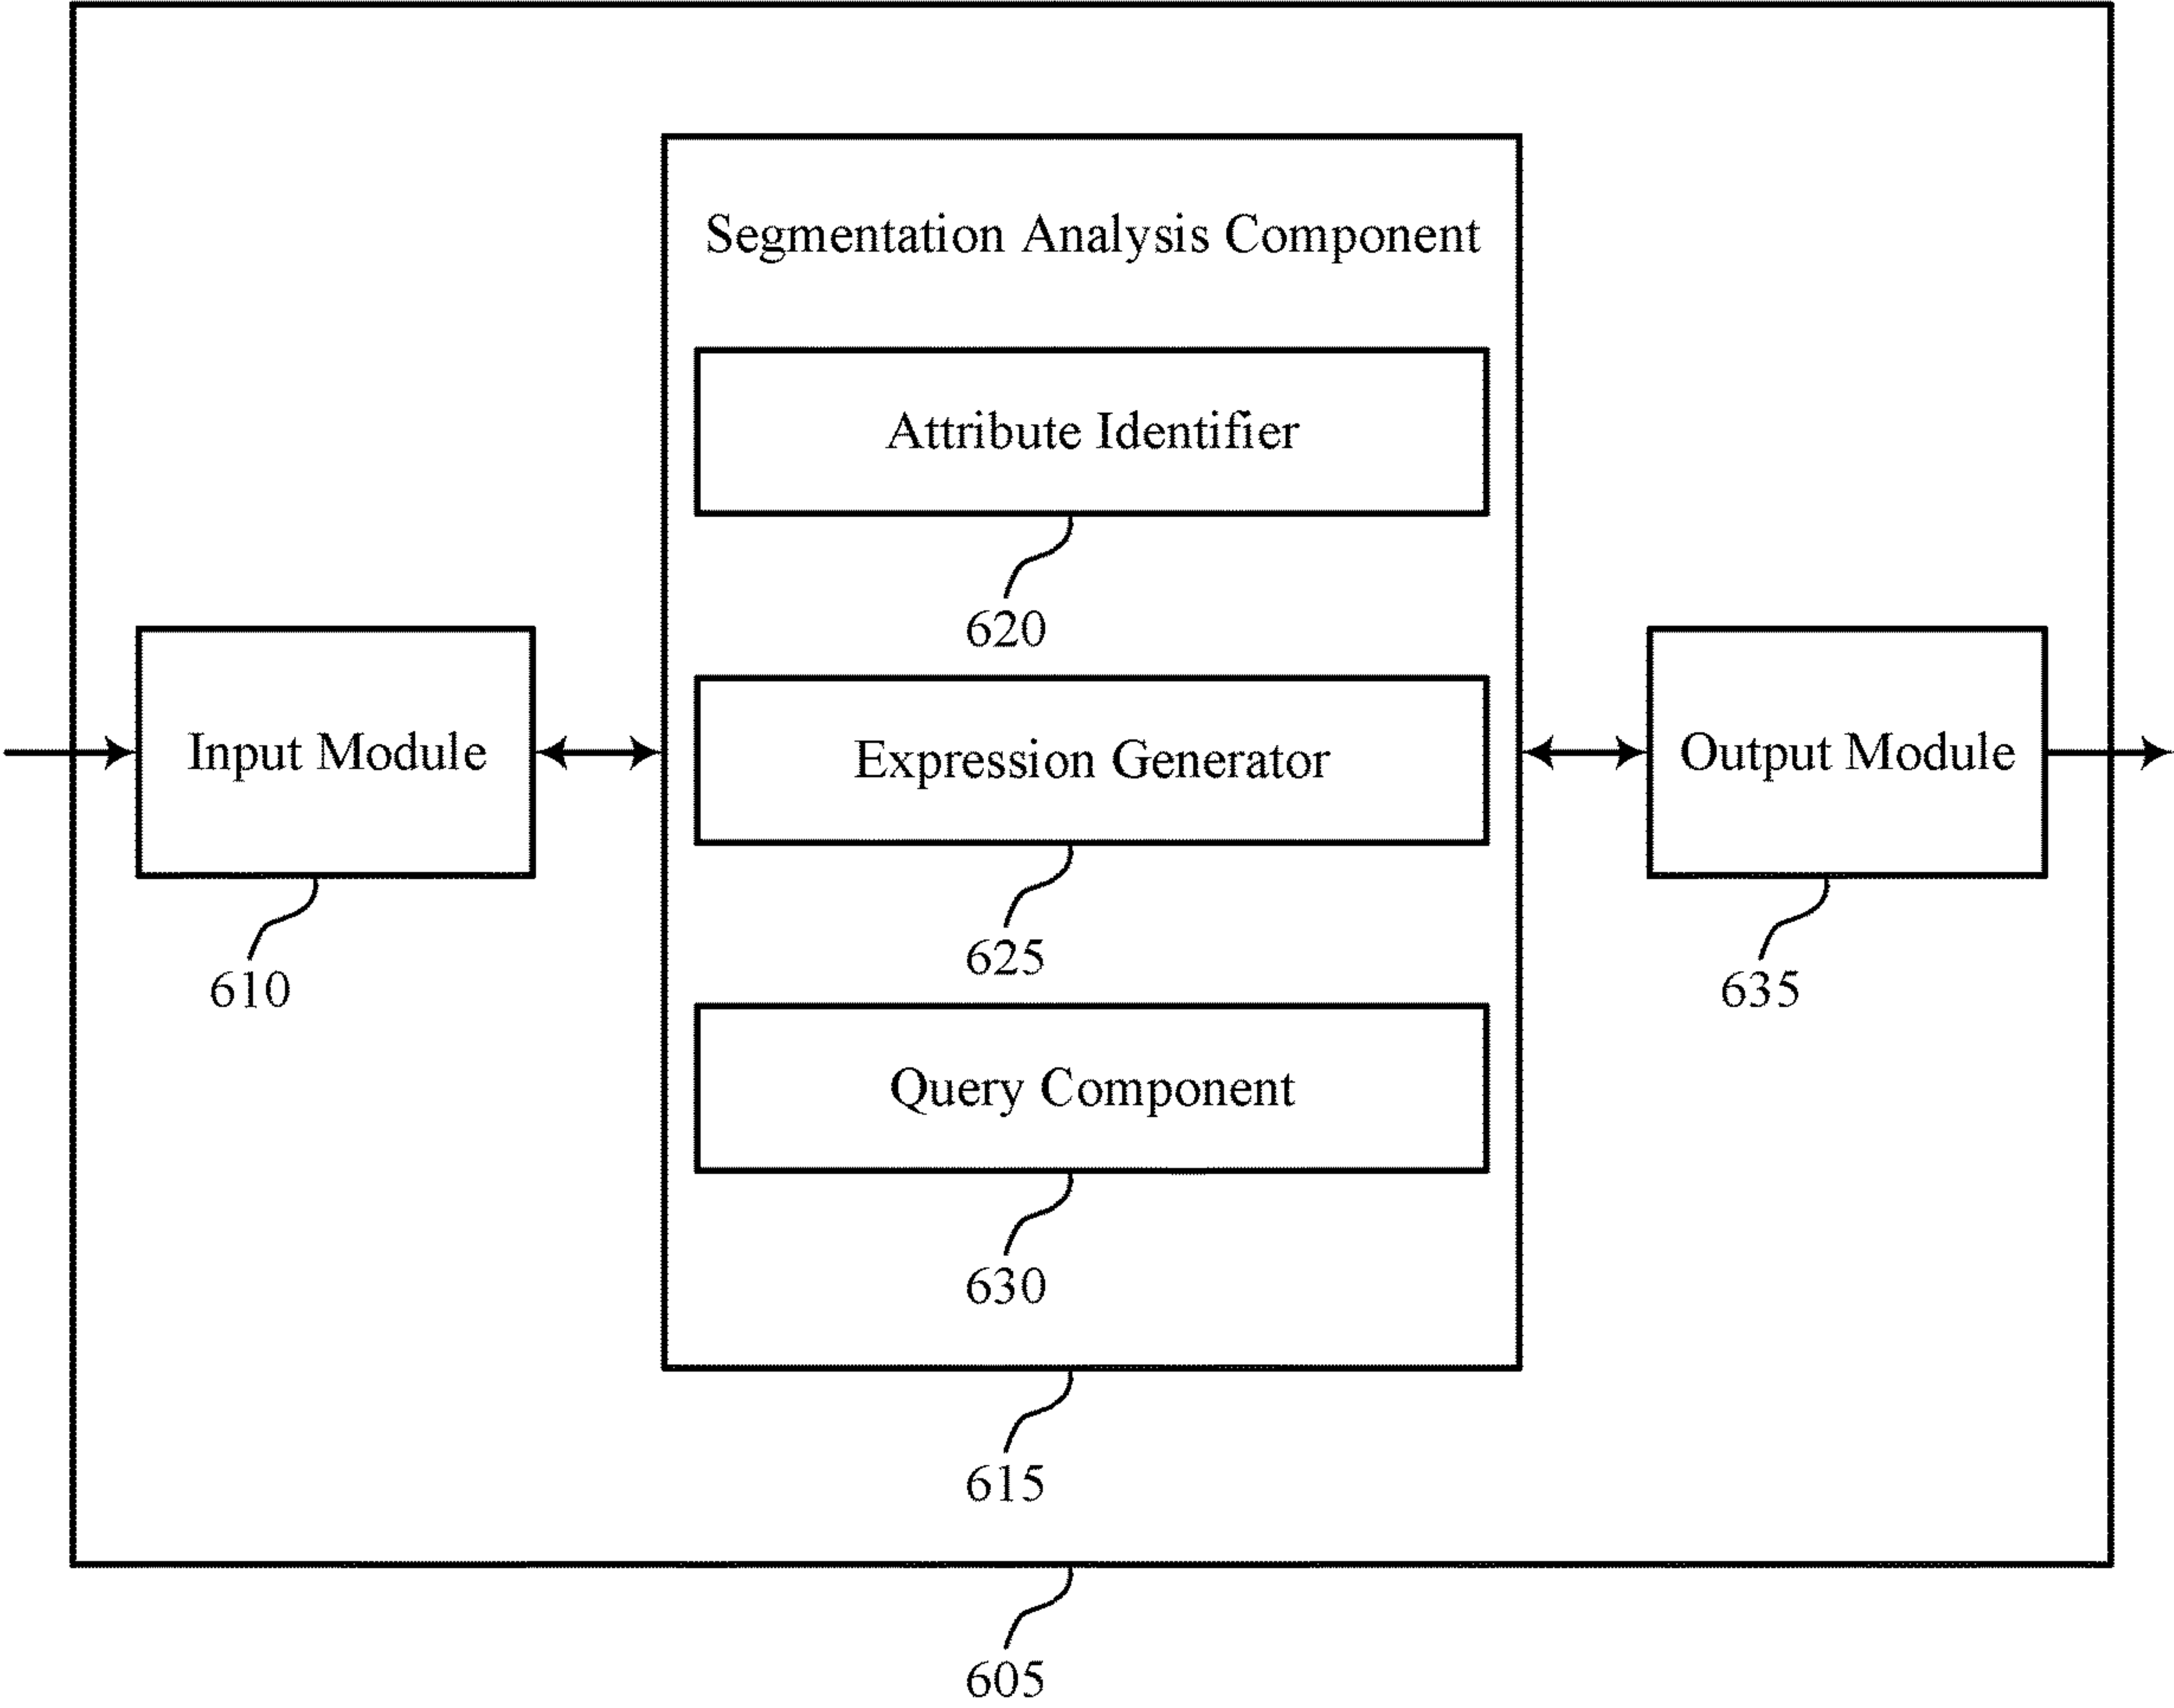 Segmentation Analysis Component
Attribute Identifier
620
Input Module
610
Expression Generator
625
Output Module
635
Query Component
630
615
605